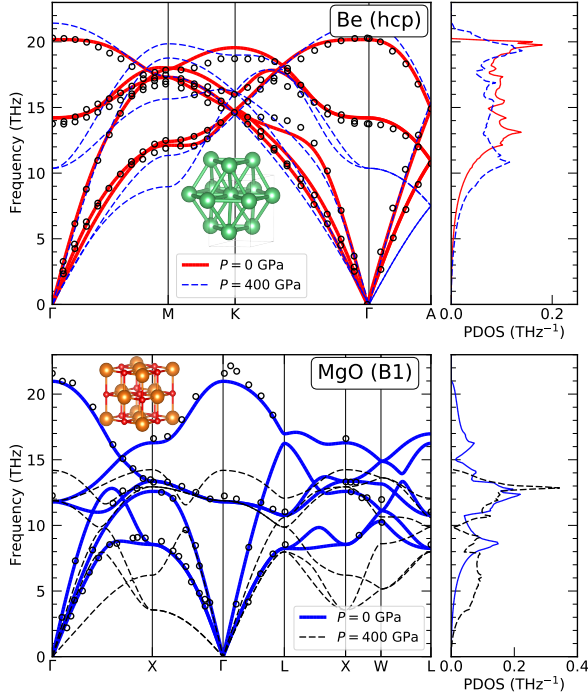 Be (hcp)
Frequency (THz)
20
15
10
5
0
P = 0 GPa
P = 400 GPa
Γ M K Γ A
0.0 0.2
PDOS (THz⁻¹)
MgO (B1)
Frequency (THz)
20
15
10
5
0
P = 0 GPa
P = 400 GPa
Γ X Γ L X W L
0.0 0.2 0.4
PDOS (THz⁻¹)